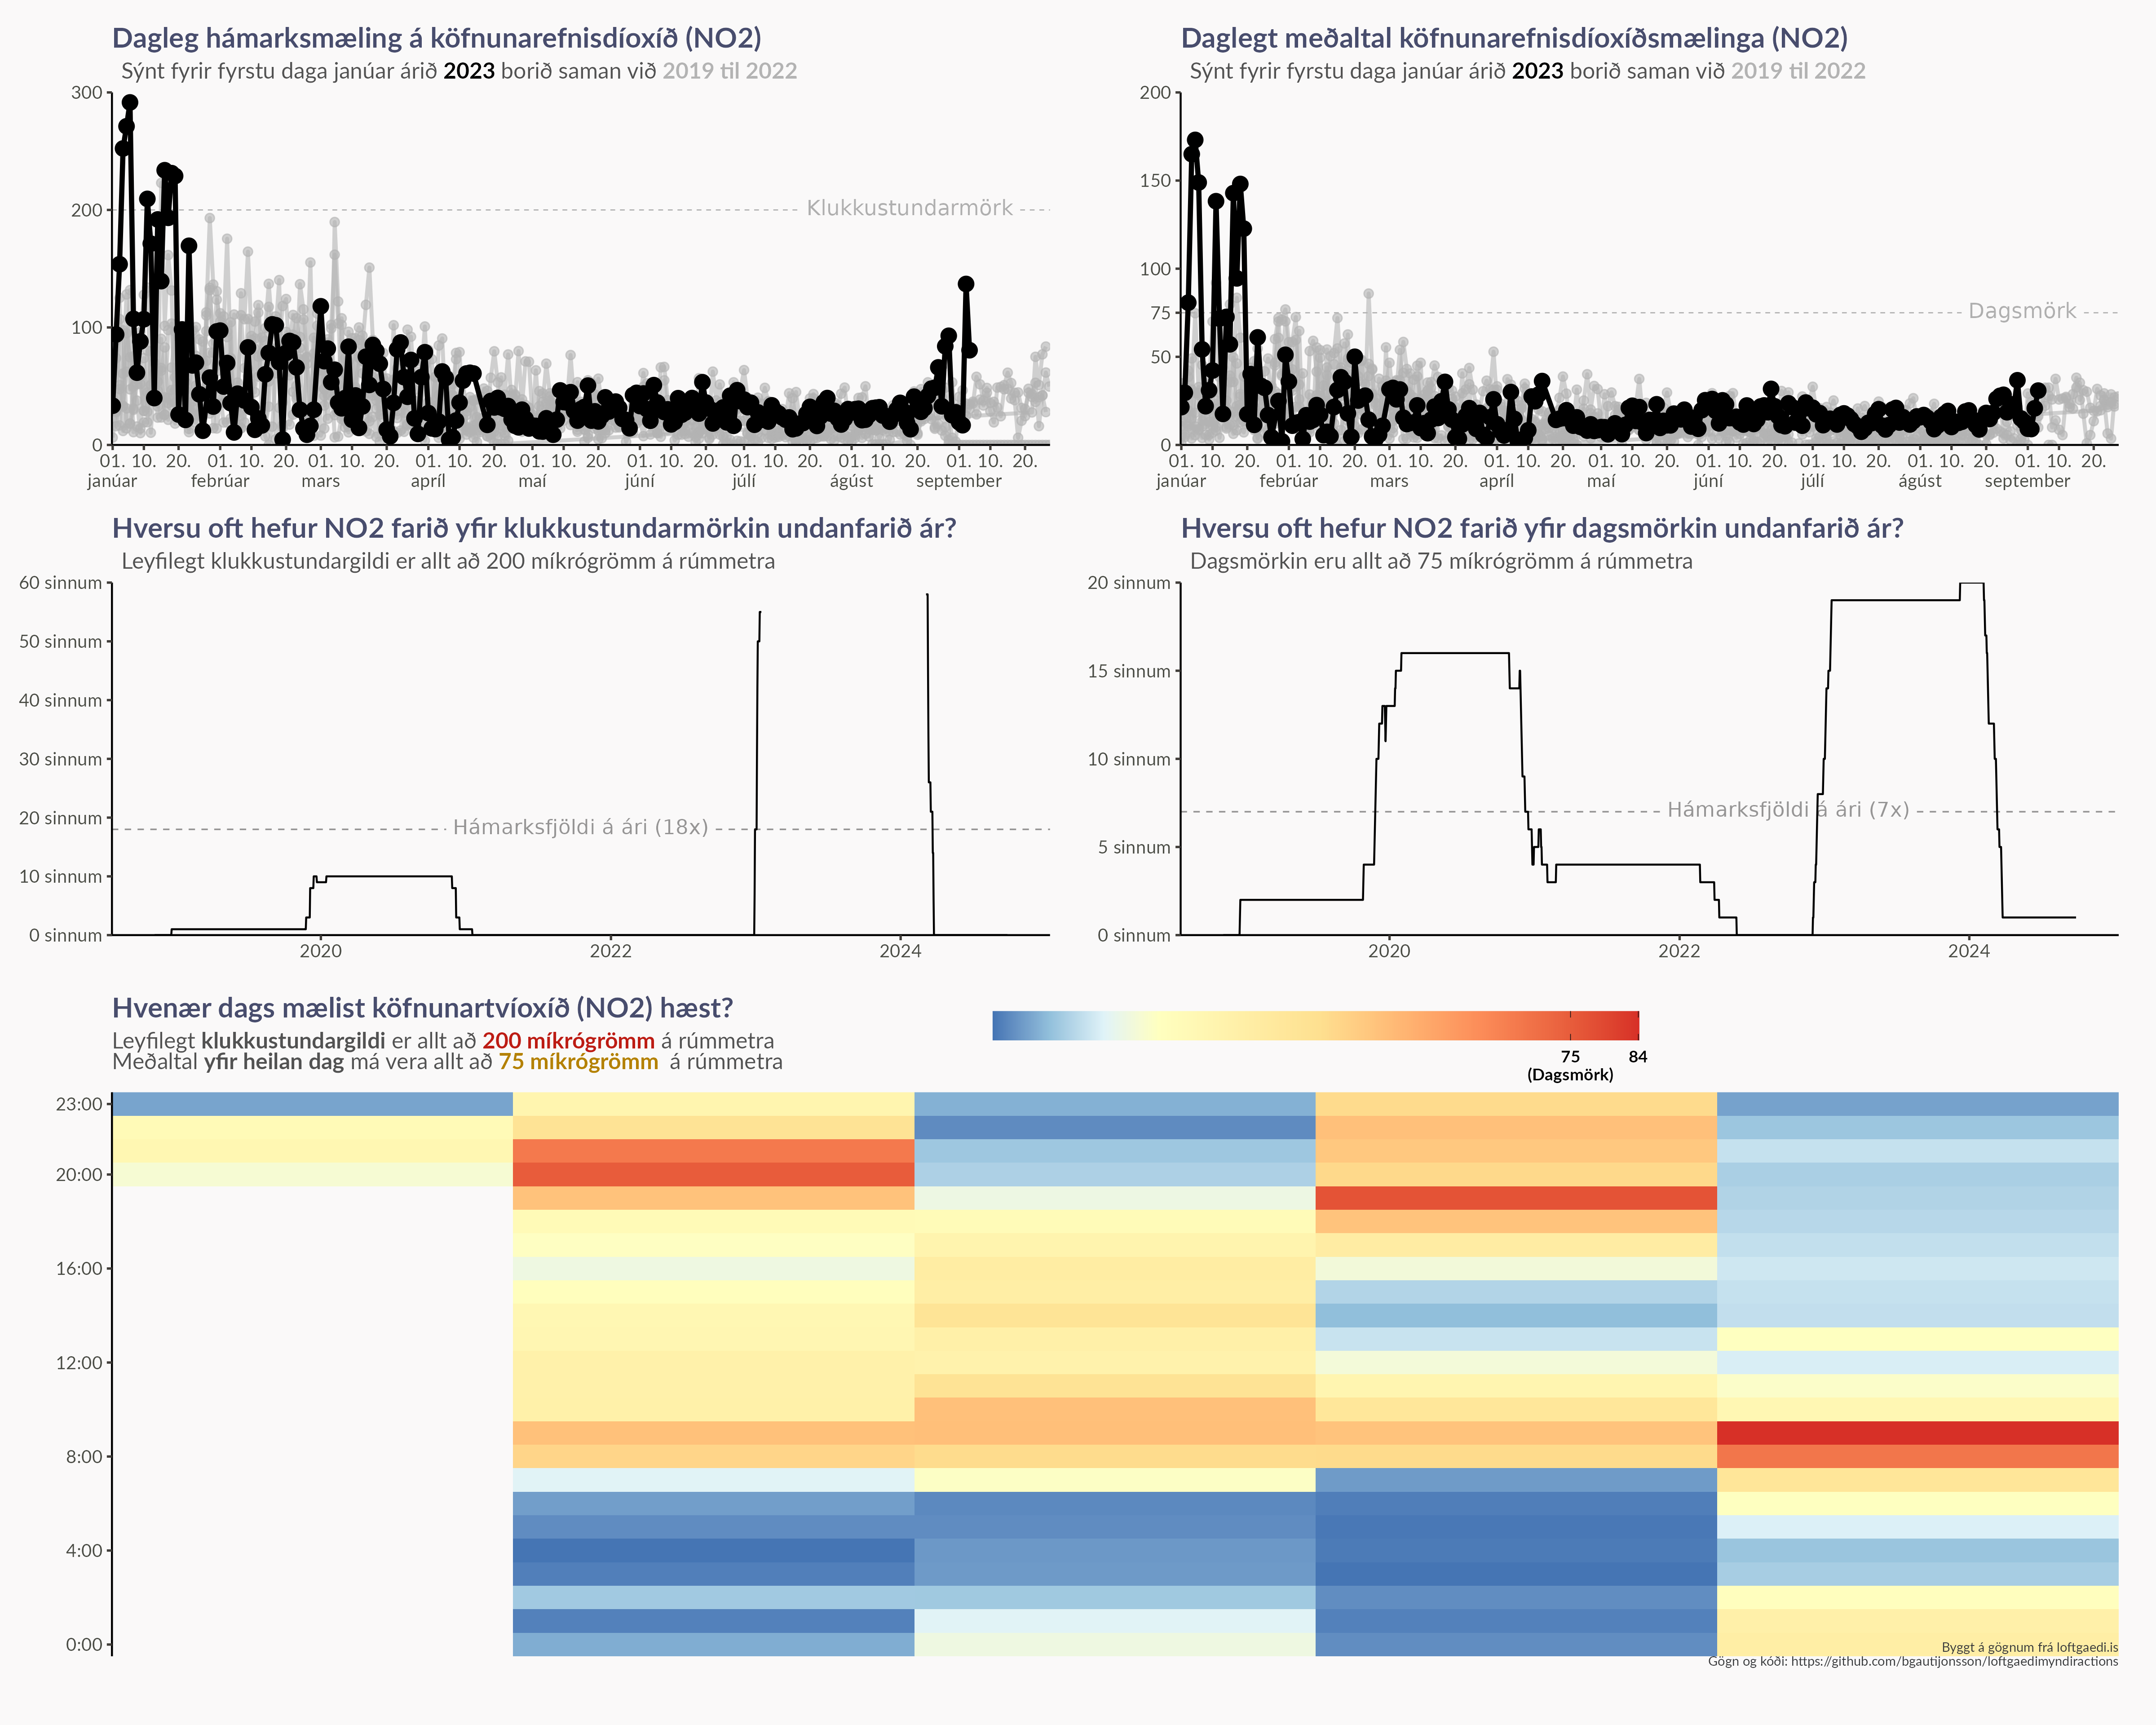 Dagleg hámarksmæling á köfnunarefnisdíoxíð (NO2)
Sýnt fyrir fyrstu daga janúar árið 2023 borið saman við 2019 til 2022
300
200
100
0
Klukkustundarmörk
01. 10. 20. 01. 10. 20. 01. 10. 20. 01. 10. 20. 01. 10. 20. 01. 10. 20. 01. 10. 20. 01. 10. 20. 01. 10. 20.
janúar febrúar mars apríl maí júní júlí ágúst september
Daglegt meðaltal köfnunarefnisdíoxíðsmælinga (NO2)
Sýnt fyrir fyrstu daga janúar árið 2023 borið saman við 2019 til 2022
200
150
100
75
50
0
Dagsmörk
01. 10. 20. 01. 10. 20. 01. 10. 20. 01. 10. 20. 01. 10. 20. 01. 10. 20. 01. 10. 20. 01. 10. 20. 01. 10. 20.
janúar febrúar mars apríl maí júní júlí ágúst september
Hversu oft hefur NO2 farið yfir klukkustundarmörkin undanfarið ár?
Leyfilegt klukkustundargildi er allt að 200 míkrógrömm á rúmmetra
60 sinnum
50 sinnum
40 sinnum
30 sinnum
20 sinnum
10 sinnum
0 sinnum
Hámarksfjöldi á ári (18x)
2020 2022 2024
Hversu oft hefur NO2 farið yfir dagsmörkin undanfarið ár?
Dagsmörkin eru allt að 75 míkrógrömm á rúmmetra
20 sinnum
15 sinnum
10 sinnum
5 sinnum
0 sinnum
Hámarksfjöldi á ári (7x)
2020 2022 2024
Hvenær dags mælist köfnunartvíoxíð (NO2) hæst?
Leyfilegt klukkustundargildi er allt að 200 míkrógrömm á rúmmetra
Meðaltal yfir heilan dag má vera allt að 75 míkrógrömm á rúmmetra
75 84
(Dagsmörk)
23:00
20:00
16:00
12:00
8:00
4:00
0:00
Byggt á gögnum frá loftgaedi.is
Gögn og kóði: https://github.com/bgautijonsson/loftgaedimyndiractions